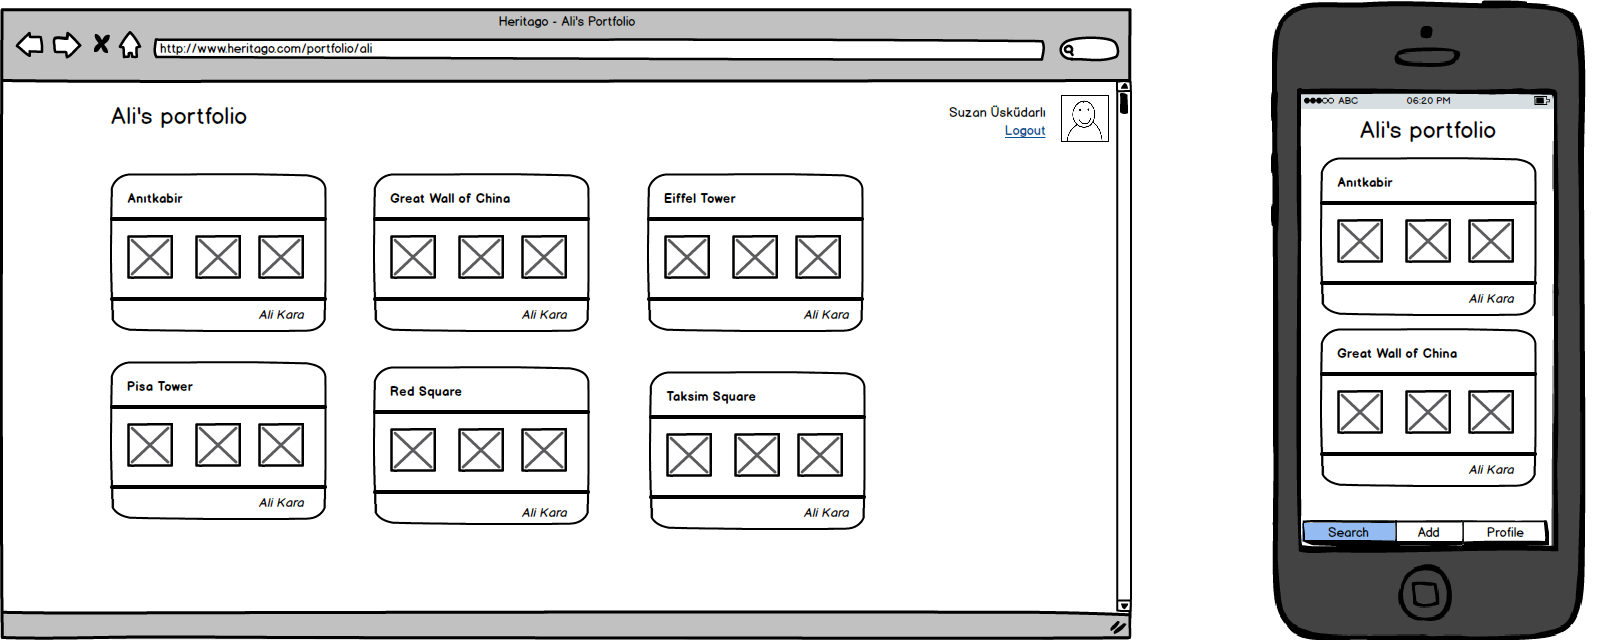 Heritago - Ali's Portfolio
http://www.heritago.com/portfolio/ali
Ali's portfolio
Suzan Üsküdarlı
Logout
Anıtkabir
Great Wall of China
Eiffel Tower
Ali Kara
Ali Kara
Ali Kara
Pisa Tower
Red Square
Taksim Square
Ali Kara
Ali Kara
Ali Kara
ABC 06:20 PM
Ali's portfolio
Anıtkabir
Ali Kara
Great Wall of China
Ali Kara
Search Add Profile